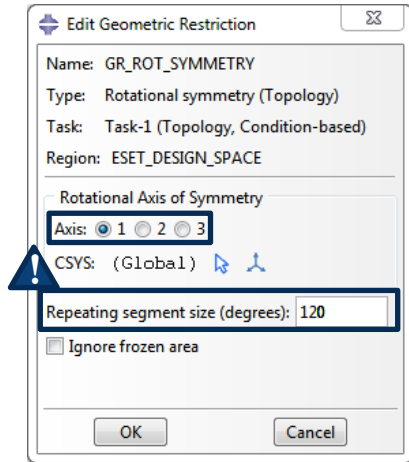 Edit Geometric Restriction
Name: GR_ROT_SYMMETRY
Type: Rotational symmetry (Topology)
Task: Task-1 (Topology, Condition-based)
Region: ESET_DESIGN_SPACE
Rotational Axis of Symmetry
Axis: 1 2 3
CSYS: (Global)
Repeating segment size (degrees): 120
Ignore frozen area
OK Cancel